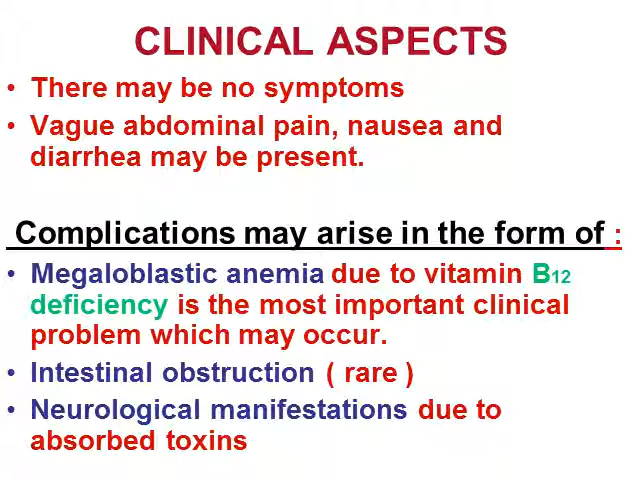 CLINICAL ASPECTS
• There may be no symptoms
• Vague abdominal pain, nausea and
diarrhea may be present.
Complications may arise in the form of :
• Megaloblastic anemia due to vitamin B12
deficiency is the most important clinical
problem which may occur.
• Intestinal obstruction ( rare )
• Neurological manifestations due to
absorbed toxins